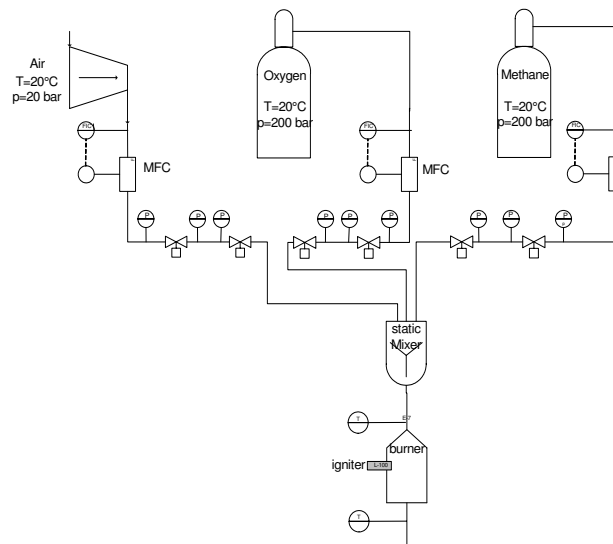 Air
T=20°C
p=20 bar
Oxygen
T=20°C
p=200 bar
Methane
T=20°C
p=200 bar
FIC
FIC
MFC
MFC
P
P
P
P
P
P
P
P
P
static
Mixer
T
burner
igniter
L-100
T